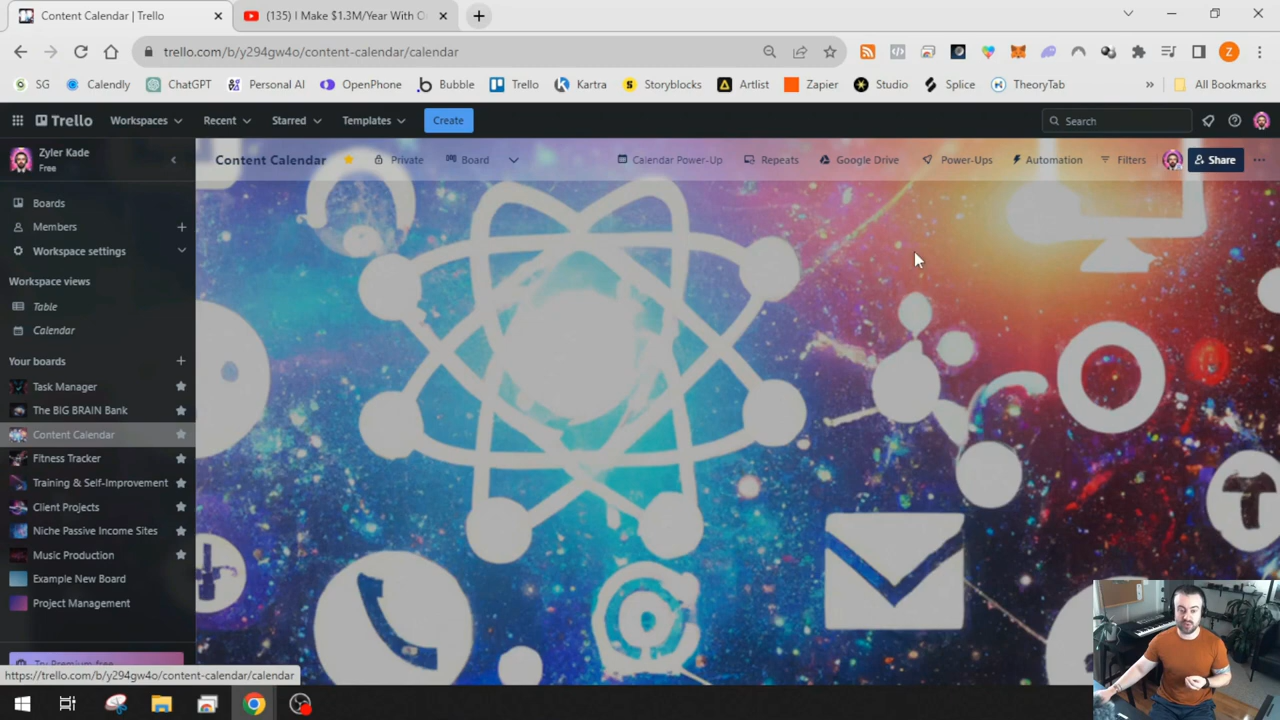 Content Calendar | Trello
(135) I Make $1.3M/Year With O
trello.com/b/y294gw4o/content-calendar/calendar
Z
SG
Calendly
ChatGPT
Personal AI
OpenPhone
Bubble
Trello
Kartra
Storyblocks
Artlist
Zapier
Studio
Splice
TheoryTab
»
All Bookmarks
Trello
Workspaces
Recent
Starred
Templates
Create
Search
Zyler Kade
Free
Content Calendar
Private
Board
Calendar Power-Up
Repeats
Google Drive
Power-Ups
Automation
Filters
Share
Boards
Members
Workspace settings
Workspace views
Table
Calendar
Your boards
Task Manager
The BIG BRAIN Bank
Content Calendar
Fitness Tracker
Training & Self-Improvement
Client Projects
Niche Passive Income Sites
Music Production
Example New Board
Project Management
Try Premium free
https://trello.com/b/y294gw4o/content-calendar/calendar